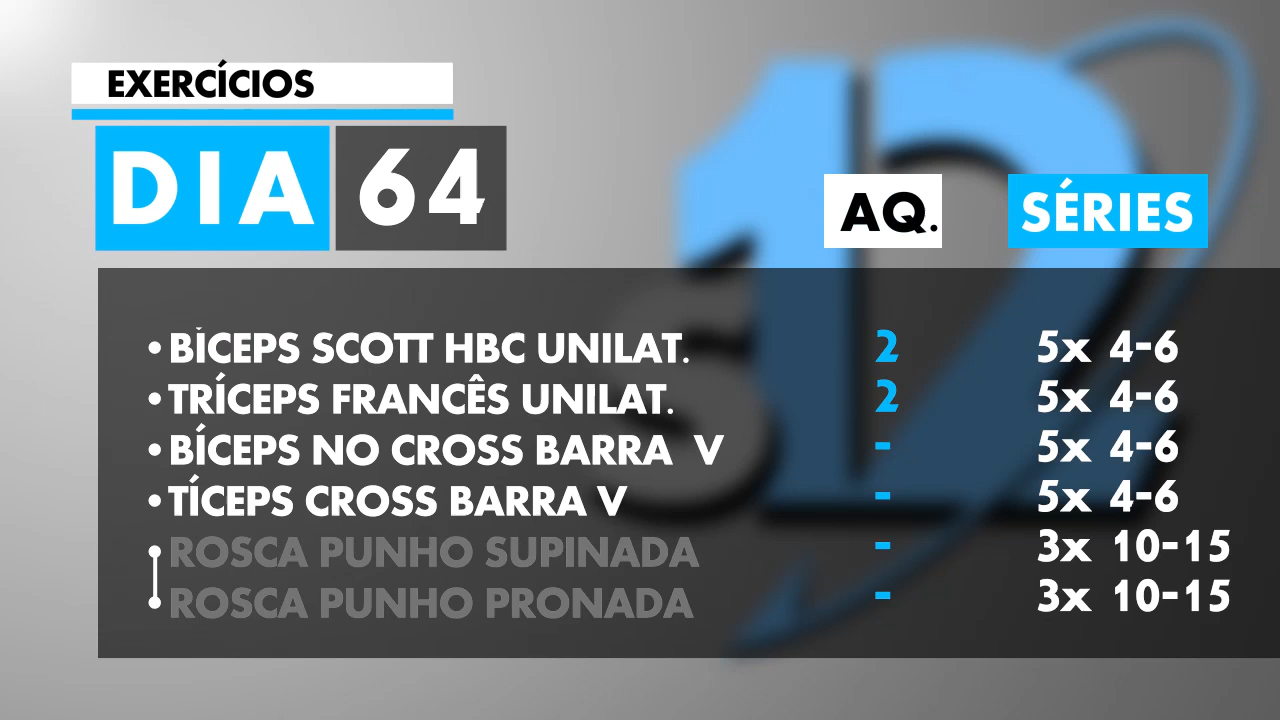 EXERCÍCIOS
DIA 64
AQ. SÉRIES
• BÍCEPS SCOTT HBC UNILAT. 2 5x 4-6
• TRÍCEPS FRANCÊS UNILAT. 2 5x 4-6
• BÍCEPS NO CROSS BARRA V - 5x 4-6
• TÍCEPS CROSS BARRA V - 5x 4-6
ROSCA PUNHO SUPINADA - 3x 10-15
ROSCA PUNHO PRONADA - 3x 10-15
S12